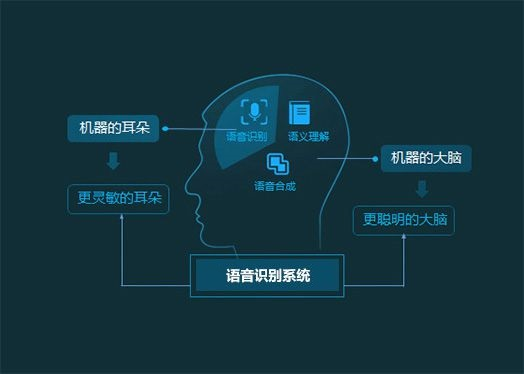 语音识别
语义理解
机器的耳朵
语音合成
机器的大脑
更灵敏的耳朵
更聪明的大脑
语音识别系统